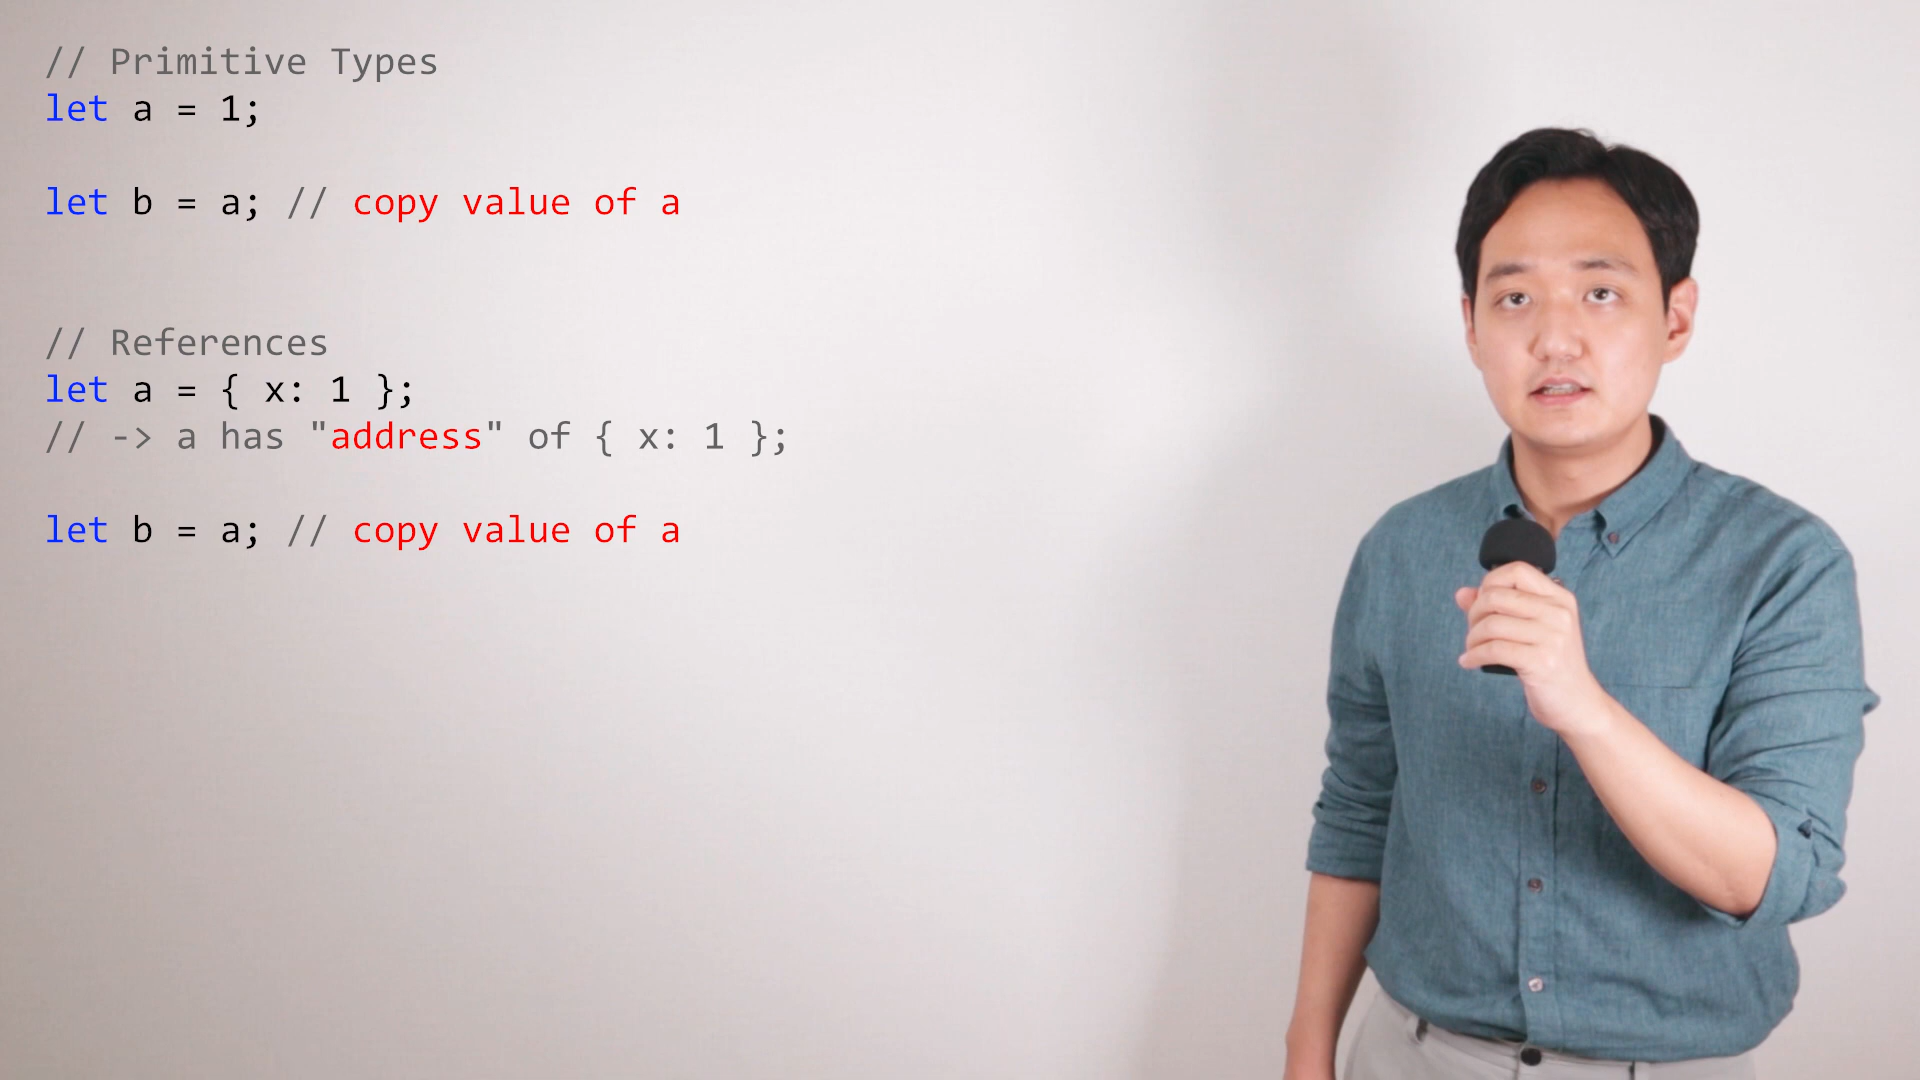 // Primitive Types
let a = 1;
let b = a; // copy value of a
// References
let a = { x: 1 };
// -> a has "address" of { x: 1 };
let b = a; // copy value of a